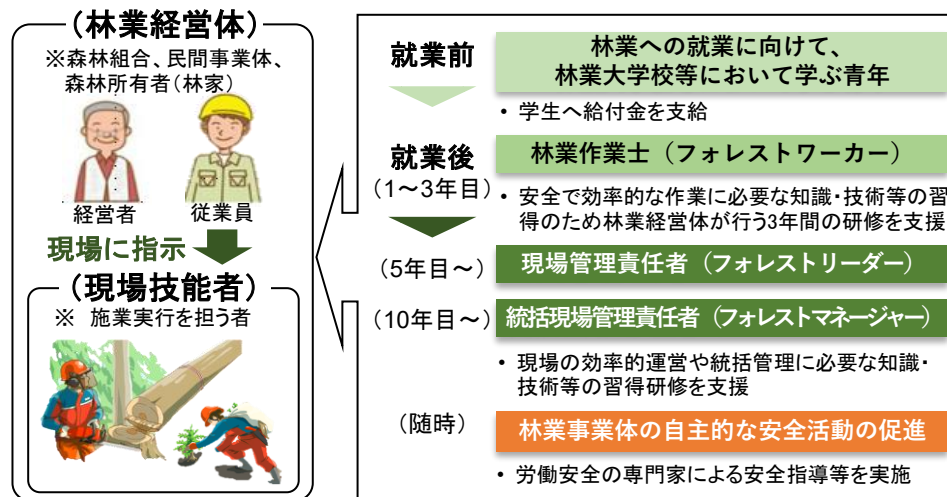 (林業経営体)
※森林組合、民間事業体、
森林所有者(林家)
経営者
従業員
現場に指示
(現場技能者)
※ 施業実行を担う者
就業前
林業への就業に向けて、
林業大学校等において学ぶ青年
・ 学生へ給付金を支給
就業後
(1～3年目)
林業作業士（フォレストワーカー）
・ 安全で効率的な作業に必要な知識・技術等の習
得のため林業経営体が行う3年間の研修を支援
(5年目～)
現場管理責任者（フォレストリーダー）
(10年目～)
統括現場管理責任者（フォレストマネージャー）
・ 現場の効率的運営や統括管理に必要な知識・
技術等の習得研修を支援
(随時)
林業事業体の自主的な安全活動の促進
・ 労働安全の専門家による安全指導等を実施